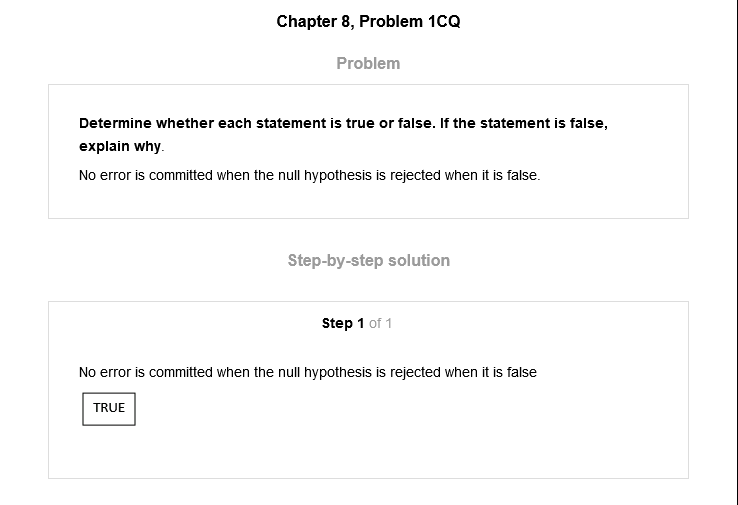 Chapter 8, Problem 1CQ
Problem
Determine whether each statement is true or false. If the statement is false,
explain why.
No error is committed when the null hypothesis is rejected when it is false.
Step-by-step solution
Step 1 of 1
No error is committed when the null hypothesis is rejected when it is false
TRUE